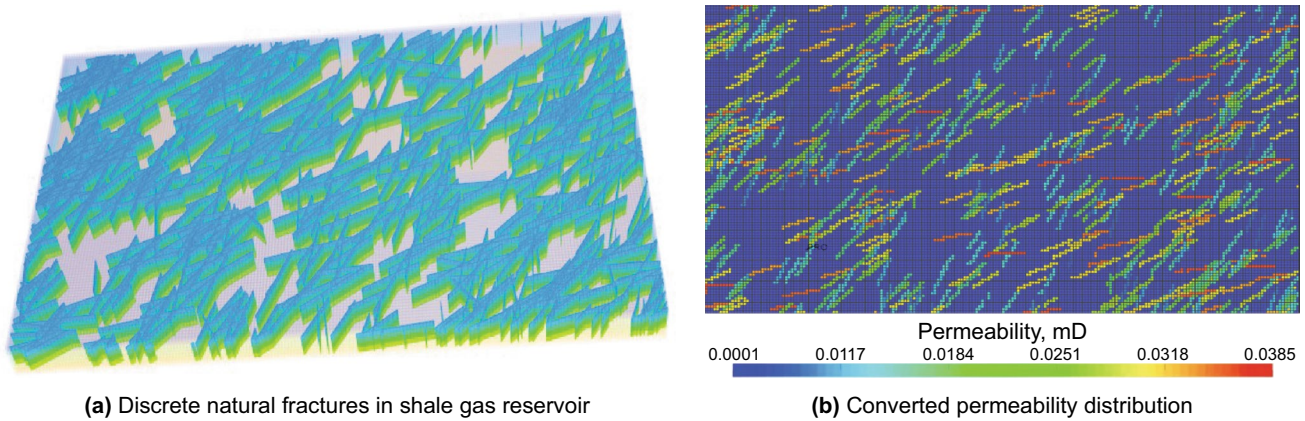 Permeability, mD
0.0001 0.0117 0.0184 0.0251 0.0318 0.0385
(a) Discrete natural fractures in shale gas reservoir
(b) Converted permeability distribution